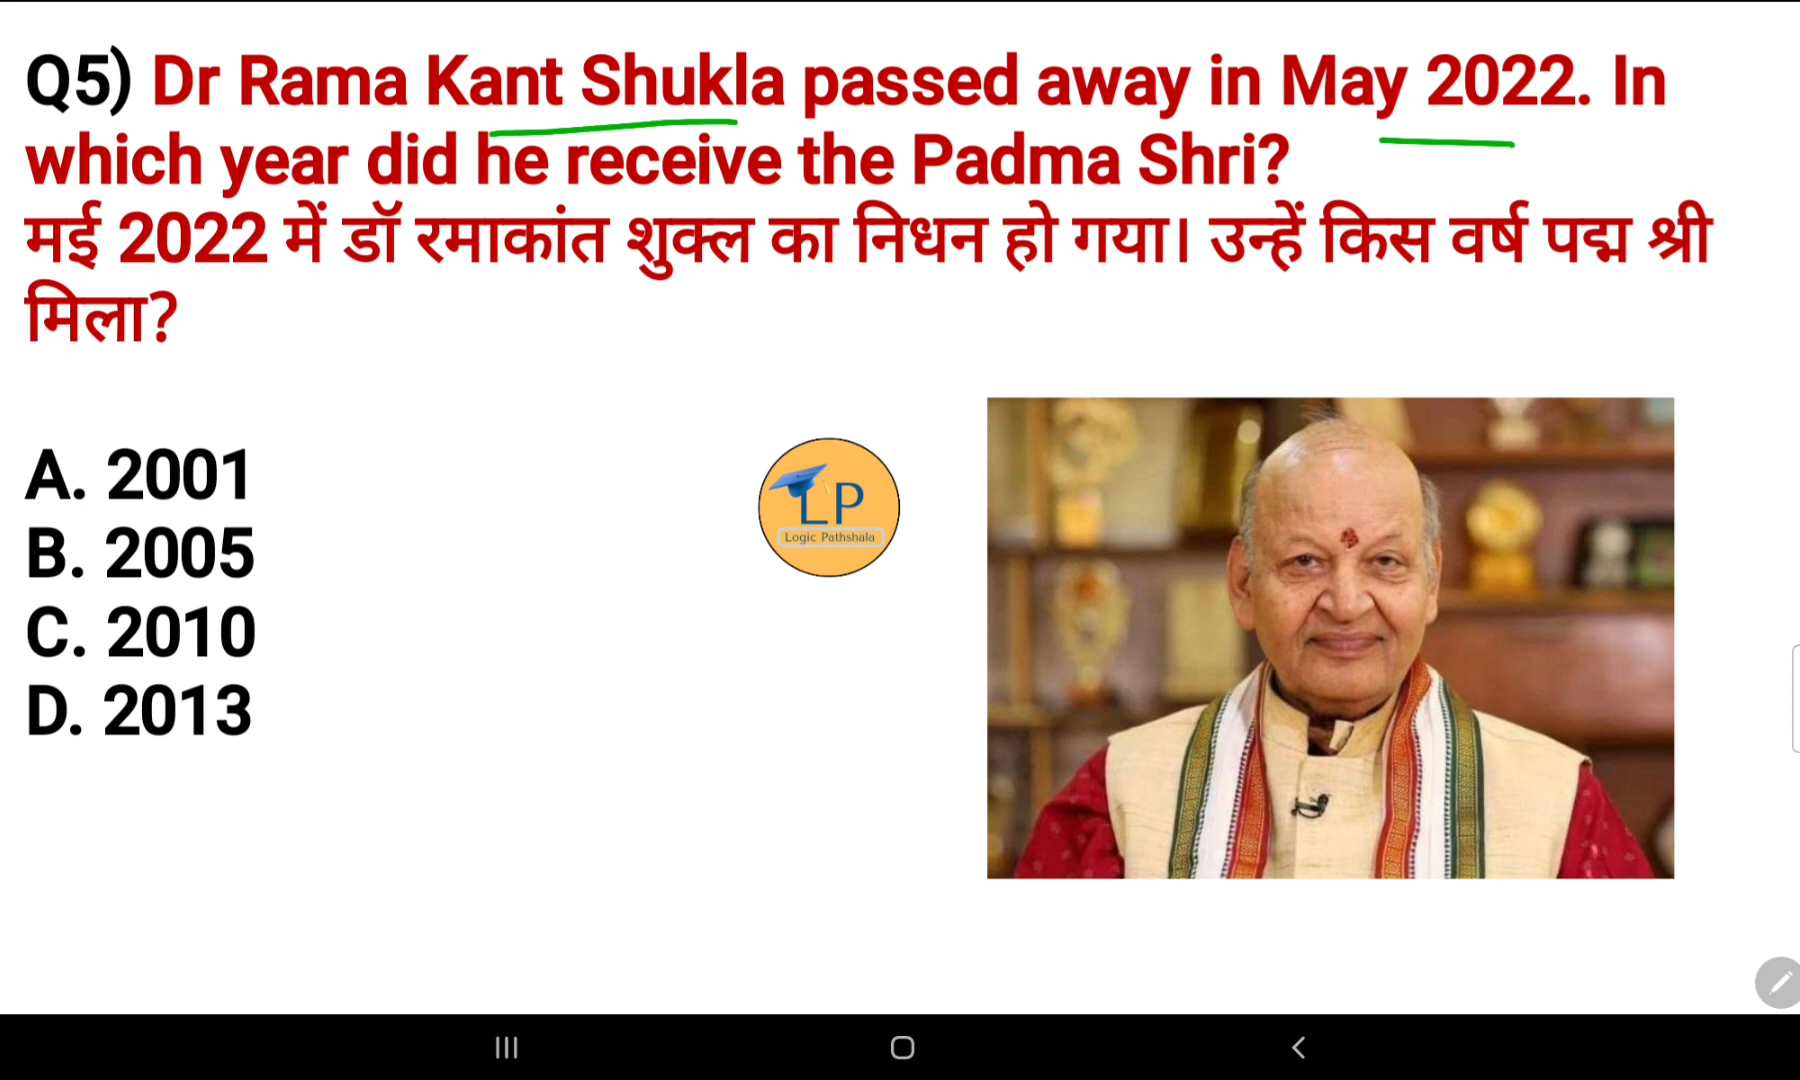 Q5) Dr Rama Kant Shukla passed away in May 2022. In
which year did he receive the Padma Shri?
मई 2022 में डॉ रमाकांत शुक्ल का निधन हो गया। उन्हें किस वर्ष पद्म श्री
मिला?
A. 2001
B. 2005
C. 2010
D. 2013
LP
Logic Pathshala